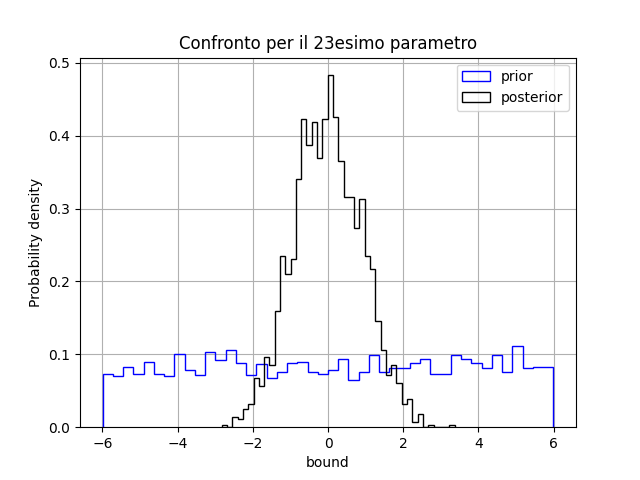 Confronto per il 23esimo parametro
prior
posterior
0.5
0.4
0.3
0.2
0.1
0.0
Probability density
−6
−4
−2
0
2
4
6
bound